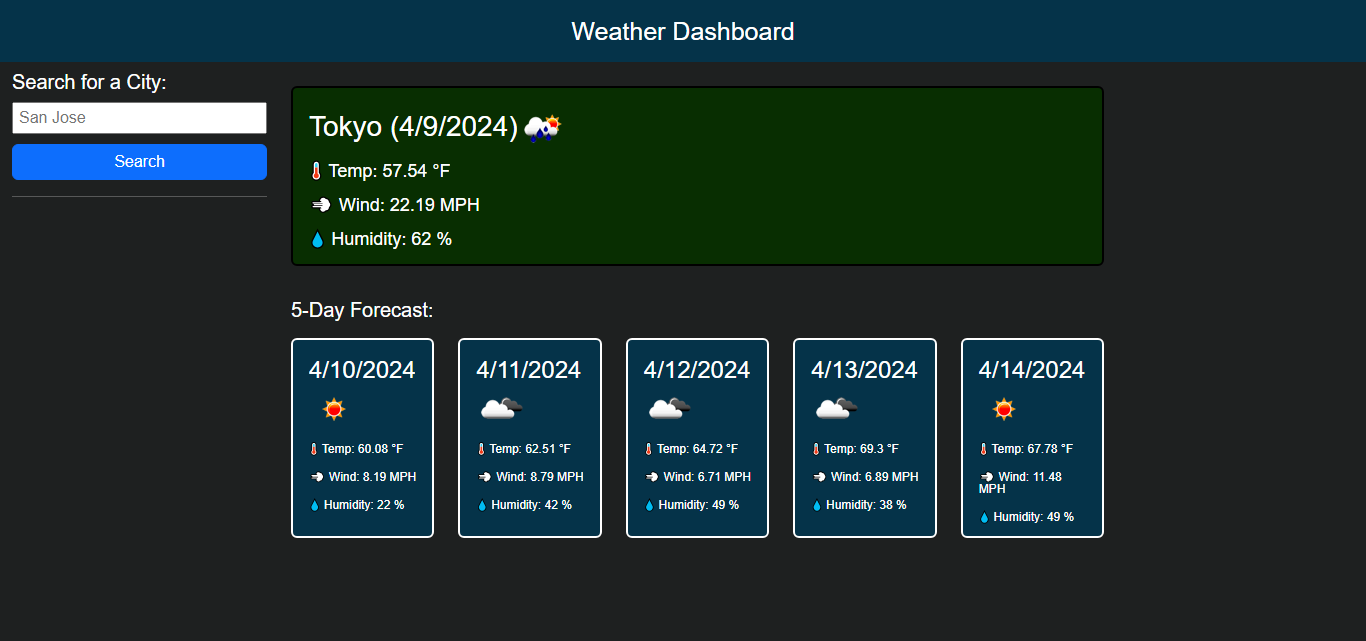 Weather Dashboard
Search for a City:
San Jose
Search
Tokyo (4/9/2024)
Temp: 57.54 °F
Wind: 22.19 MPH
Humidity: 62 %
5-Day Forecast:
4/10/2024
Temp: 60.08 °F
Wind: 8.19 MPH
Humidity: 22 %
4/11/2024
Temp: 62.51 °F
Wind: 8.79 MPH
Humidity: 42 %
4/12/2024
Temp: 64.72 °F
Wind: 6.71 MPH
Humidity: 49 %
4/13/2024
Temp: 69.3 °F
Wind: 6.89 MPH
Humidity: 38 %
4/14/2024
Temp: 67.78 °F
Wind: 11.48
MPH
Humidity: 49 %